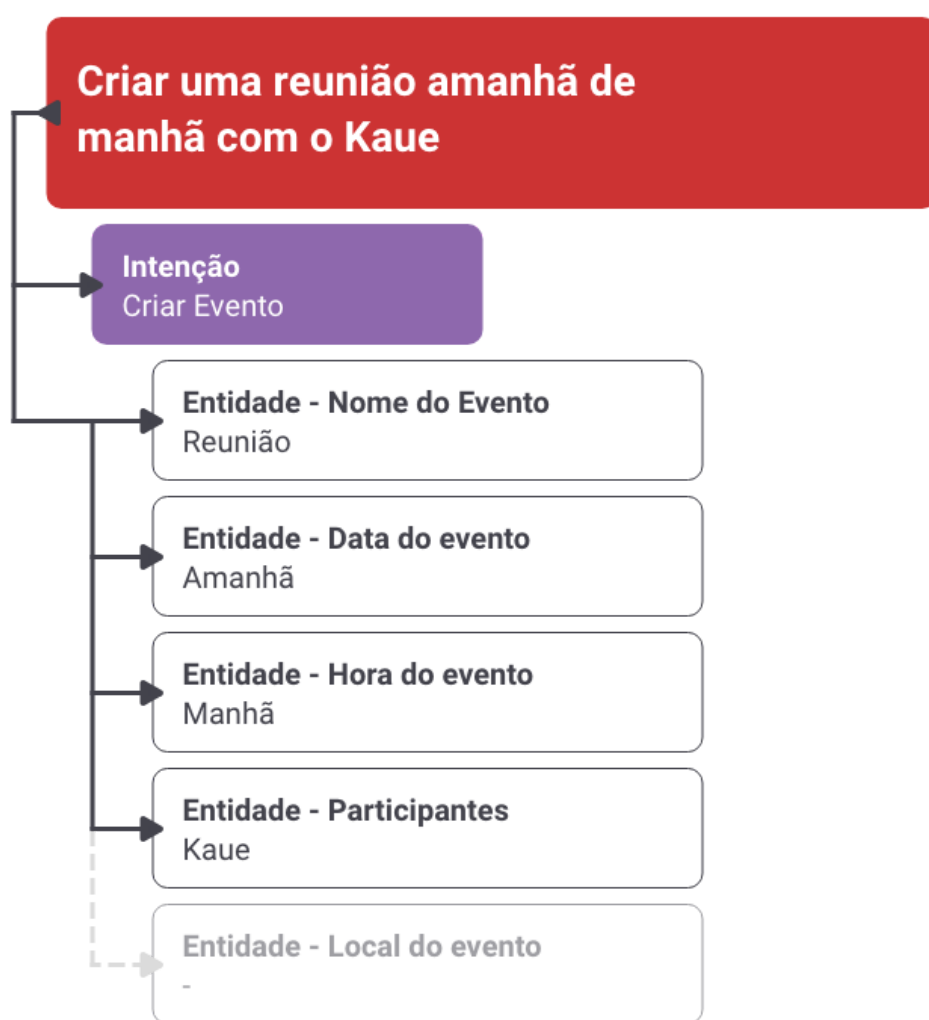 Criar uma reunião amanhã de
manhã com o Kaue
Intenção
Criar Evento
Entidade - Nome do Evento
Reunião
Entidade - Data do evento
Amanhã
Entidade - Hora do evento
Manhã
Entidade - Participantes
Kaue
Entidade - Local do evento
-